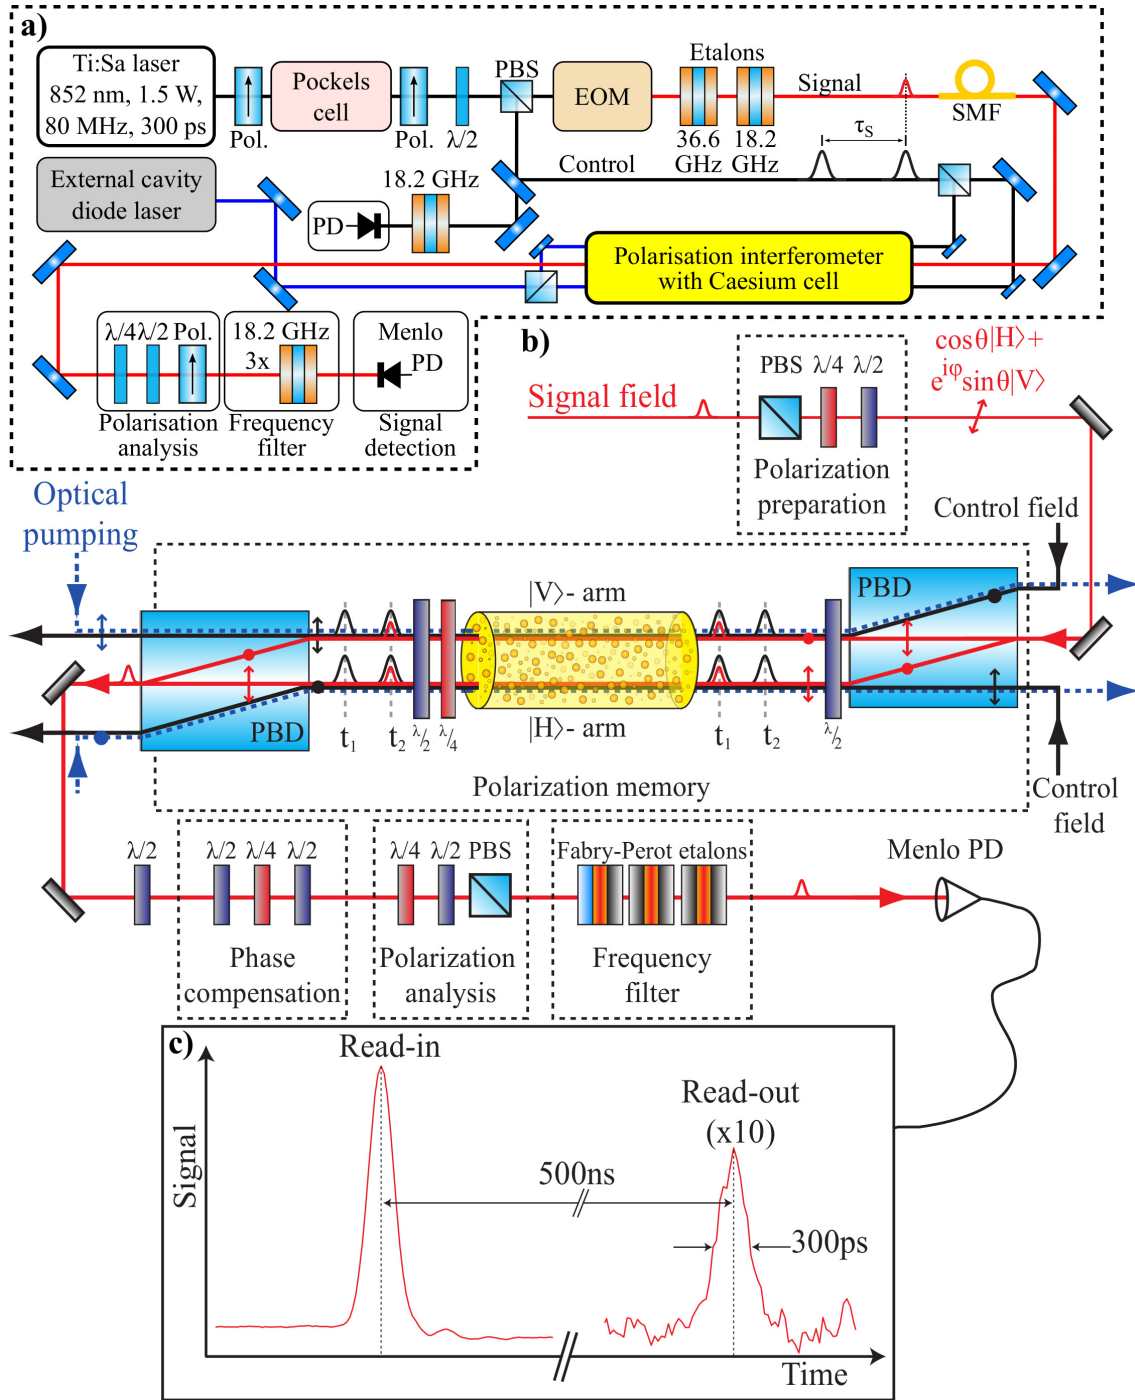 a)
Ti:Sa laser
852 nm, 1.5 W,
80 MHz, 300 ps
Pol.
Pockels
cell
Pol.
λ/2
PBS
EOM
Etalons
36.6
GHz
18.2
GHz
Signal
SMF
τS
Control
External cavity
diode laser
18.2 GHz
PD
Polarisation interferometer
with Caesium cell
λ/4 λ/2 Pol.
Polarisation
analysis
18.2 GHz
3x
Frequency
filter
Menlo
PD
Signal
detection
b)
Signal field
PBS λ/4 λ/2
Polarization
preparation
cosθ|H>+
e^iφ sinθ|V>
Optical
pumping
Control field
PBD
|V>- arm
PBD
|H>- arm
t1
t2
λ/2
λ/4
t1
t2
λ/2
Polarization memory
Control
field
λ/2
λ/2 λ/4 λ/2
Phase
compensation
λ/4 λ/2 PBS
Polarization
analysis
Fabry-Perot etalons
Frequency
filter
Menlo PD
c)
Signal
Read-in
Read-out
(x10)
500ns
300ps
Time